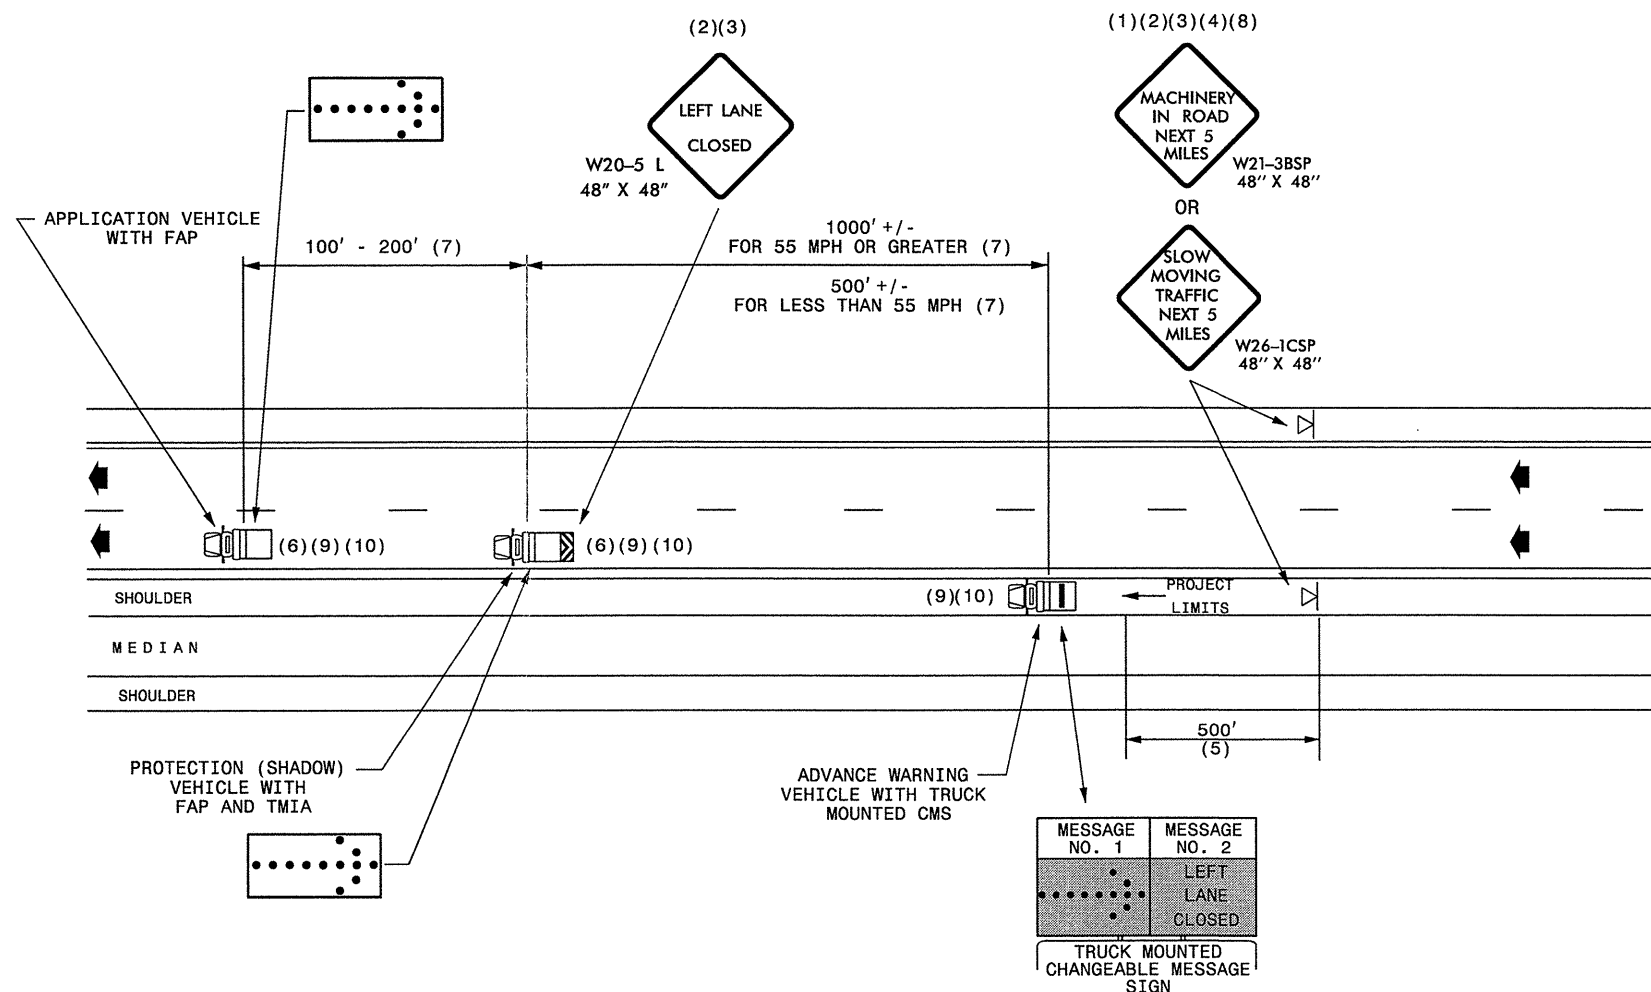 (2)(3)
(1)(2)(3)(4)(8)
LEFT LANE
CLOSED
W20-5 L
48" X 48"
MACHINERY
IN ROAD
NEXT 5
MILES
W21-3BSP
48" X 48"
OR
SLOW
MOVING
TRAFFIC
NEXT 5
MILES
W26-1CSP
48" X 48"
APPLICATION VEHICLE
WITH FAP
100' - 200' (7)
1000' +/-
FOR 55 MPH OR GREATER (7)
500' +/-
FOR LESS THAN 55 MPH (7)
(6)(9)(10)
(6)(9)(10)
(9)(10)
PROJECT
LIMITS
SHOULDER
MEDIAN
SHOULDER
500'
(5)
PROTECTION (SHADOW)
VEHICLE WITH
FAP AND TMIA
ADVANCE WARNING
VEHICLE WITH TRUCK
MOUNTED CMS
MESSAGE
NO. 1
MESSAGE
NO. 2
LEFT
LANE
CLOSED
TRUCK MOUNTED
CHANGEABLE MESSAGE
SIGN